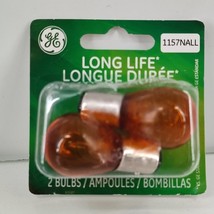 GE
1157NALL
LONG LIFE*
LONGUE DURÉE*
2 BULBS / AMPOULES / BOMBILLAS